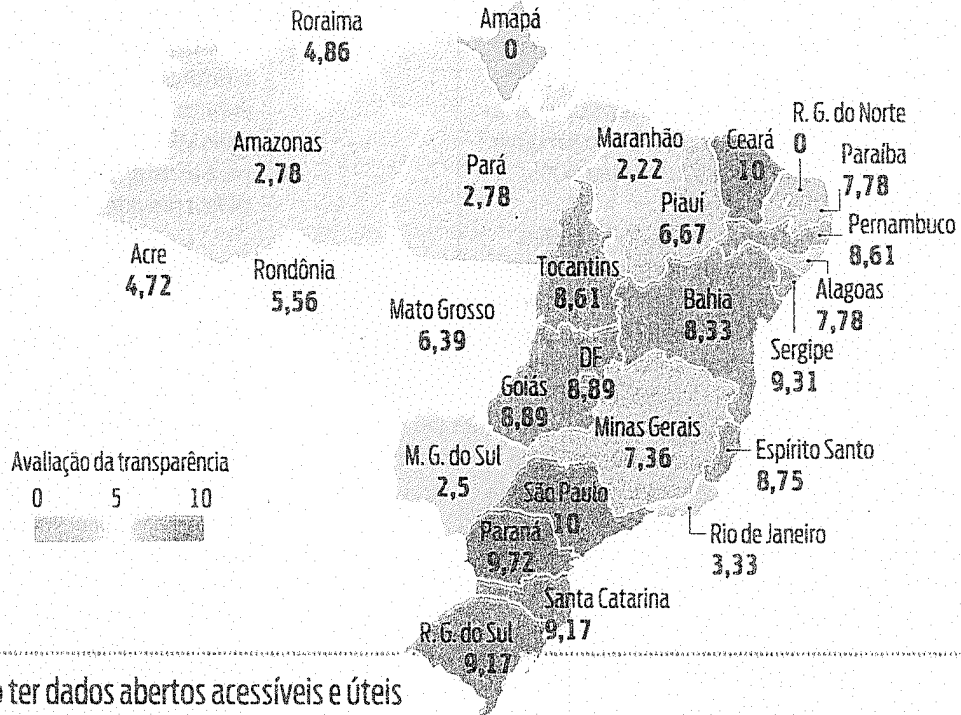 Roraima
4,86
Amapá
0
Amazonas
2,78
Pará
2,78
Maranhão
2,22
Ceará
10
R. G. do Norte
0
Paraíba
7,78
Piauí
6,67
Pernambuco
8,61
Acre
4,72
Rondônia
5,56
Tocantins
8,61
Bahia
8,33
Alagoas
7,78
Mato Grosso
6,39
Sergipe
9,31
DF
8,89
Goiás
8,89
Minas Gerais
7,36
Espírito Santo
8,75
Avaliação da transparência
0 5 10
M. G. do Sul
2,5
São Paulo
10
Rio de Janeiro
3,33
Paraná
9,72
Santa Catarina
9,17
R. G. do Sul
9,17
ter dados abertos acessíveis e úteis